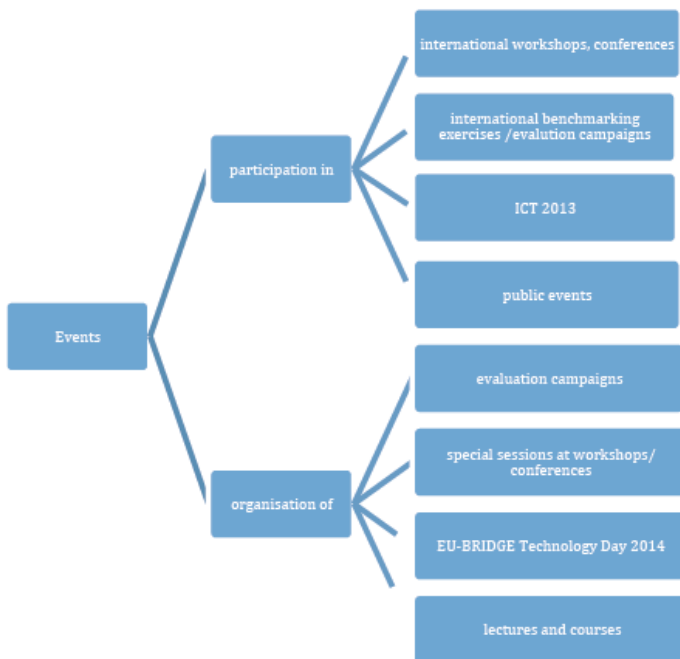 Events
participation in
international workshops, conferences
international benchmarking
exercises /evalution campaigns
ICT 2013
public events
organisation of
evaluation campaigns
special sessions at workshops/
conferences
EU-BRIDGE Technology Day 2014
lectures and courses